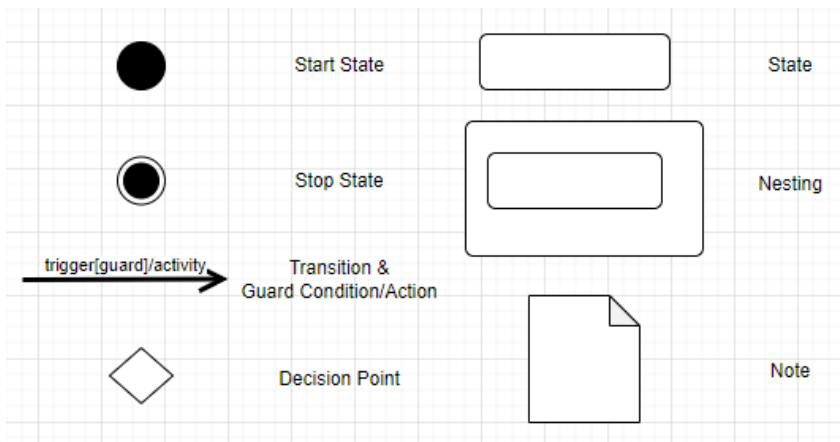 Start State
State
Stop State
Nesting
trigger[guard]/activity
Transition &
Guard Condition/Action
Decision Point
Note